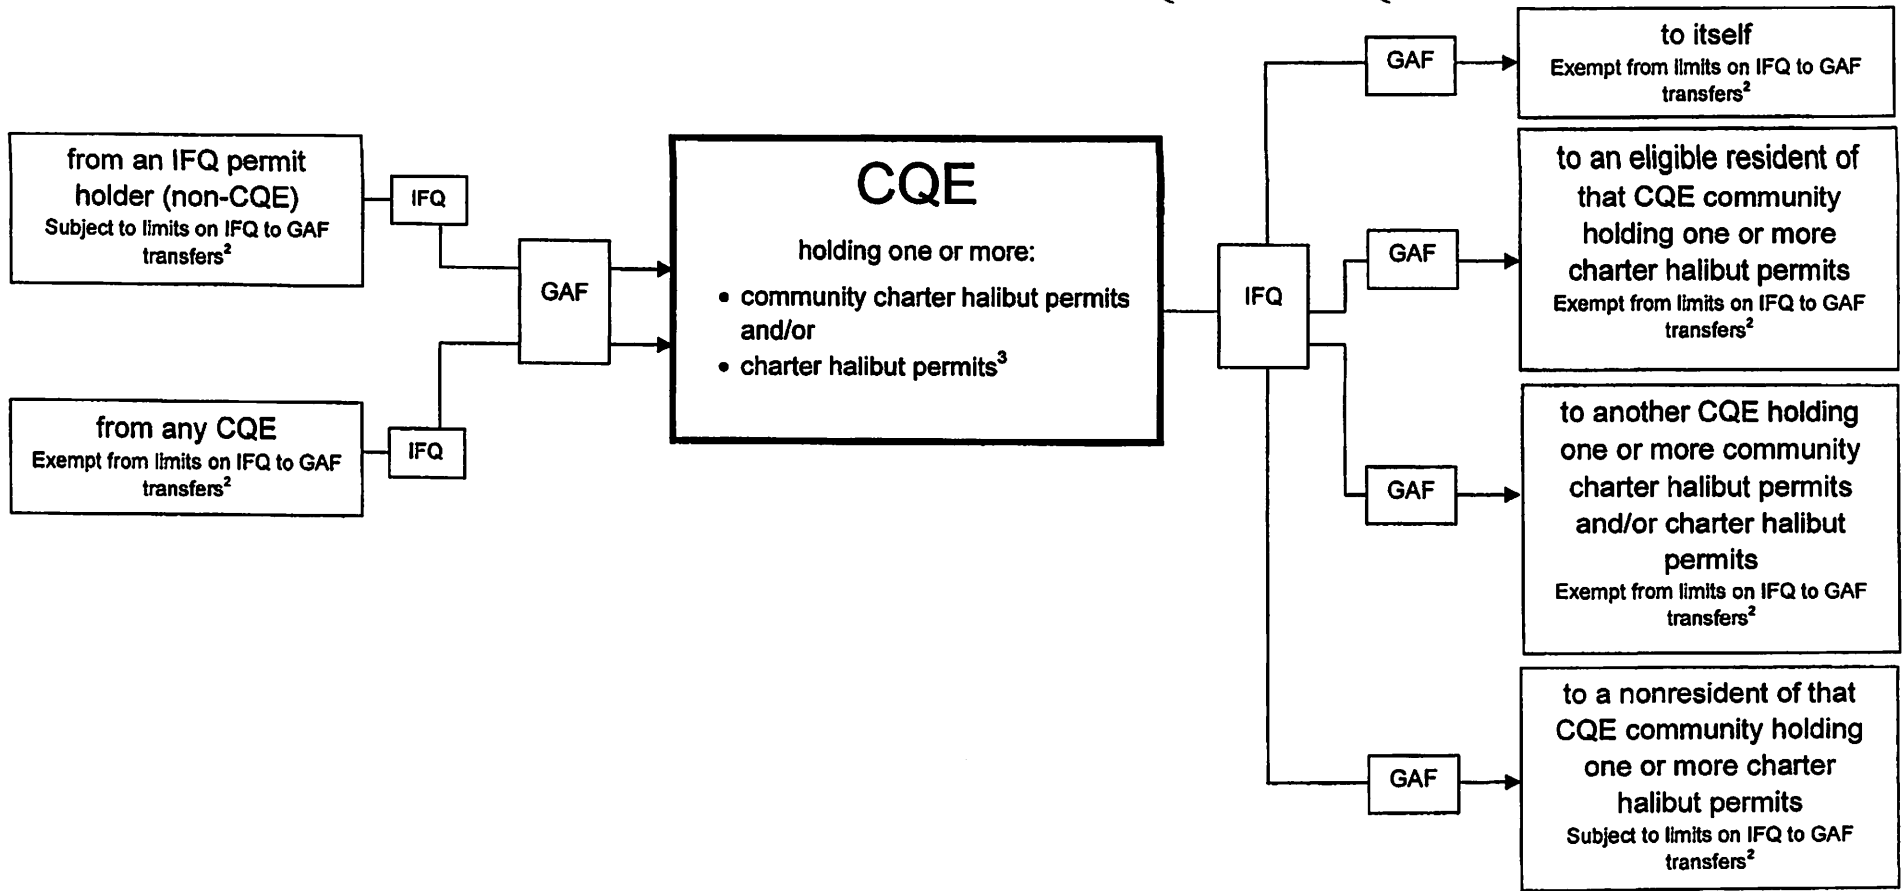 from an IFQ permit
holder (non-CQE)
Subject to limits on IFQ to GAF
transfers²
IFQ
from any CQE
Exempt from limits on IFQ to GAF
transfers²
IFQ
GAF
CQE
holding one or more:
• community charter halibut permits
and/or
• charter halibut permits³
IFQ
GAF
to itself
Exempt from limits on IFQ to GAF
transfers²
GAF
to an eligible resident of
that CQE community
holding one or more
charter halibut permits
Exempt from limits on IFQ to GAF
transfers²
GAF
to another CQE holding
one or more community
charter halibut permits
and/or charter halibut
permits
Exempt from limits on IFQ to GAF
transfers²
GAF
to a nonresident of that
CQE community holding
one or more charter
halibut permits
Subject to limits on IFQ to GAF
transfers²